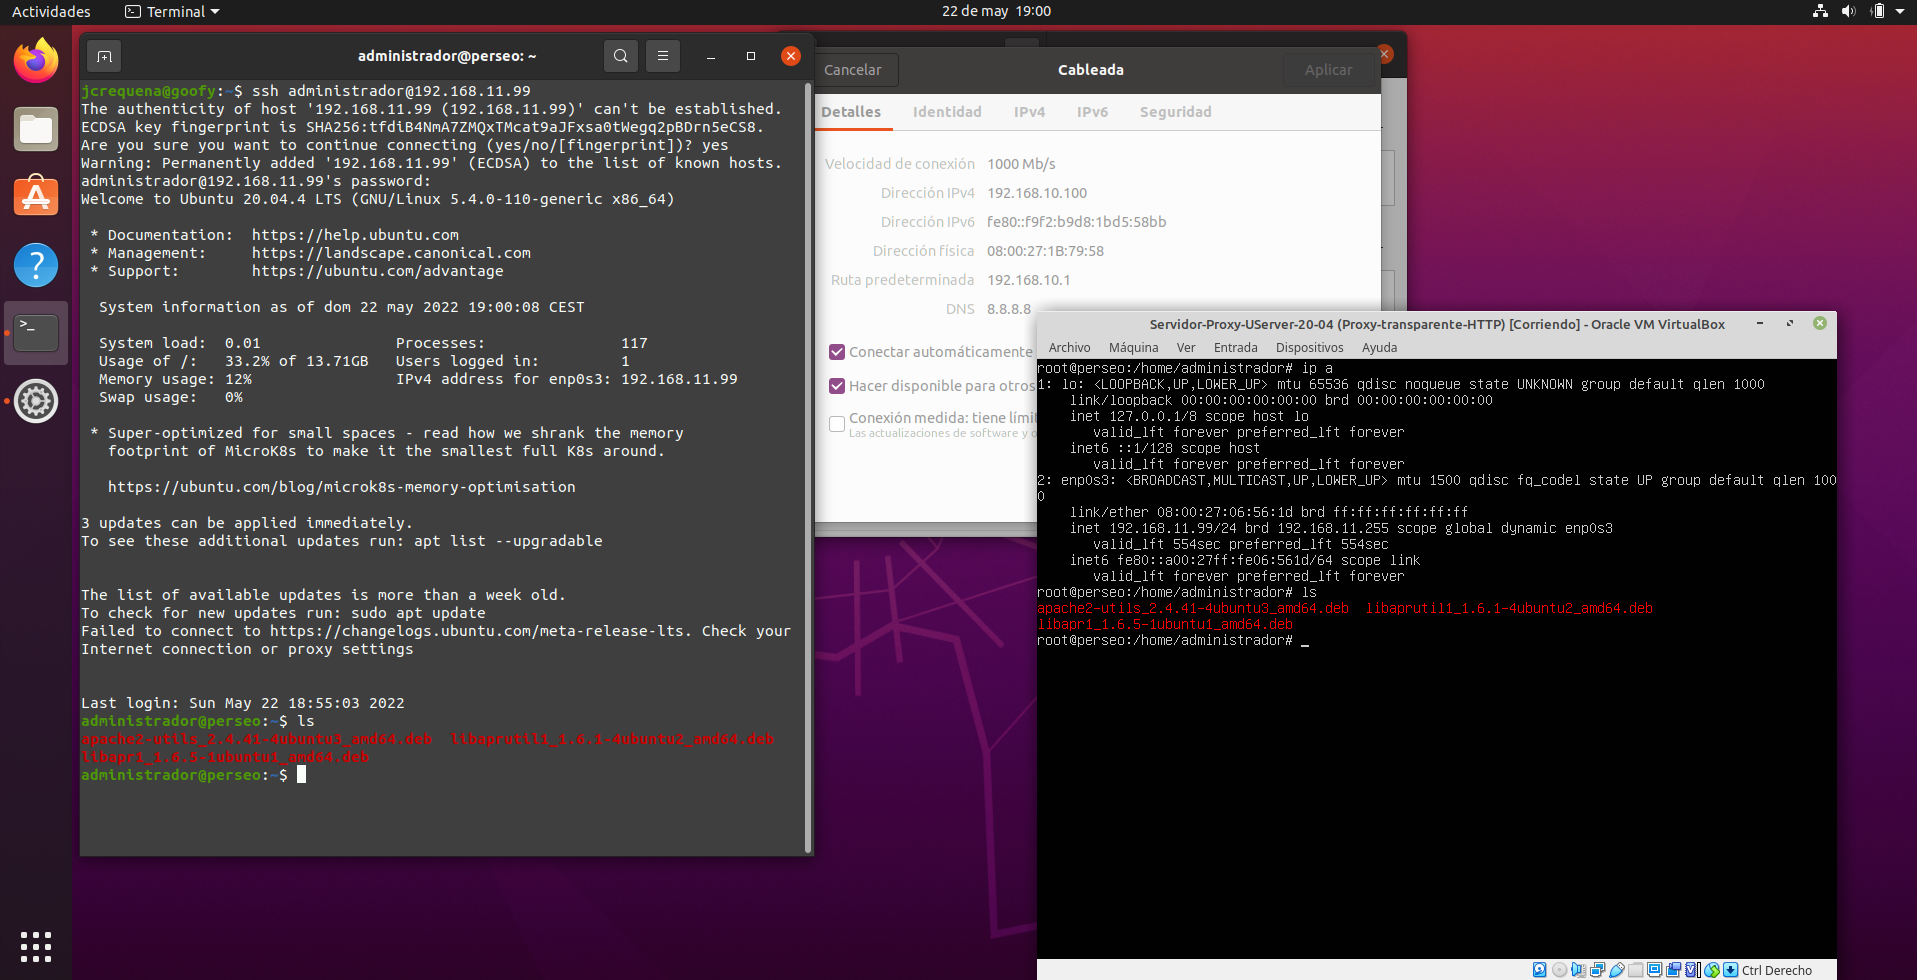 Actividades
Terminal
22 de may  19:00
administrador@perseo: ~
jcrequena@goofy:~$ ssh administrador@192.168.11.99
The authenticity of host '192.168.11.99 (192.168.11.99)' can't be established.
ECDSA key fingerprint is SHA256:tfdiB4NmA7ZMQxTMcat9aJFxsa0tWegq2pBDrn5eCS8.
Are you sure you want to continue connecting (yes/no/[fingerprint])? yes
Warning: Permanently added '192.168.11.99' (ECDSA) to the list of known hosts.
administrador@192.168.11.99's password:
Welcome to Ubuntu 20.04.4 LTS (GNU/Linux 5.4.0-110-generic x86_64)
* Documentation:  https://help.ubuntu.com
* Management:     https://landscape.canonical.com
* Support:        https://ubuntu.com/advantage
System information as of dom 22 may 2022 19:00:08 CEST
System load:  0.01               Processes:               117
Usage of /:   33.2% of 13.71GB   Users logged in:         1
Memory usage: 12%                IPv4 address for enp0s3: 192.168.11.99
Swap usage:   0%
* Super-optimized for small spaces - read how we shrank the memory
footprint of MicroK8s to make it the smallest full K8s around.
https://ubuntu.com/blog/microk8s-memory-optimisation
3 updates can be applied immediately.
To see these additional updates run: apt list --upgradable
The list of available updates is more than a week old.
To check for new updates run: sudo apt update
Failed to connect to https://changelogs.ubuntu.com/meta-release-lts. Check your
Internet connection or proxy settings
Last login: Sun May 22 18:55:03 2022
administrador@perseo:~$ ls
apache2-utils_2.4.41-4ubuntu3_amd64.deb  libaprutil1_1.6.1-4ubuntu2_amd64.deb
libapr1_1.6.5-1ubuntu1_amd64.deb
administrador@perseo:~$
Cancelar
Cableada
Aplicar
Detalles  Identidad  IPv4  IPv6  Seguridad
Velocidad de conexión  1000 Mb/s
Dirección IPv4  192.168.10.100
Dirección IPv6  fe80::f9f2:b9d8:1bd5:58bb
Dirección física  08:00:27:1B:79:58
Ruta predeterminada  192.168.10.1
DNS  8.8.8.8
Conectar automáticamente
Hacer disponible para otros
Conexión medida: tiene límit
Las actualizaciones de software y o
Servidor-Proxy-UServer-20-04 (Proxy-transparente-HTTP) [Corriendo] - Oracle VM VirtualBox
Archivo  Máquina  Ver  Entrada  Dispositivos  Ayuda
root@perseo:/home/administrador# ip a
1: lo: <LOOPBACK,UP,LOWER_UP> mtu 65536 qdisc noqueue state UNKNOWN group default qlen 1000
link/loopback 00:00:00:00:00:00 brd 00:00:00:00:00:00
inet 127.0.0.1/8 scope host lo
valid_lft forever preferred_lft forever
inet6 ::1/128 scope host
valid_lft forever preferred_lft forever
2: enp0s3: <BROADCAST,MULTICAST,UP,LOWER_UP> mtu 1500 qdisc fq_codel state UP group default qlen 100
0
link/ether 08:00:27:06:56:1d brd ff:ff:ff:ff:ff:ff
inet 192.168.11.99/24 brd 192.168.11.255 scope global dynamic enp0s3
valid_lft 554sec preferred_lft 554sec
inet6 fe80::a00:27ff:fe06:561d/64 scope link
valid_lft forever preferred_lft forever
root@perseo:/home/administrador# ls
apache2-utils_2.4.41-4ubuntu3_amd64.deb  libaprutil1_1.6.1-4ubuntu2_amd64.deb
libapr1_1.6.5-1ubuntu1_amd64.deb
root@perseo:/home/administrador# _
Ctrl Derecho